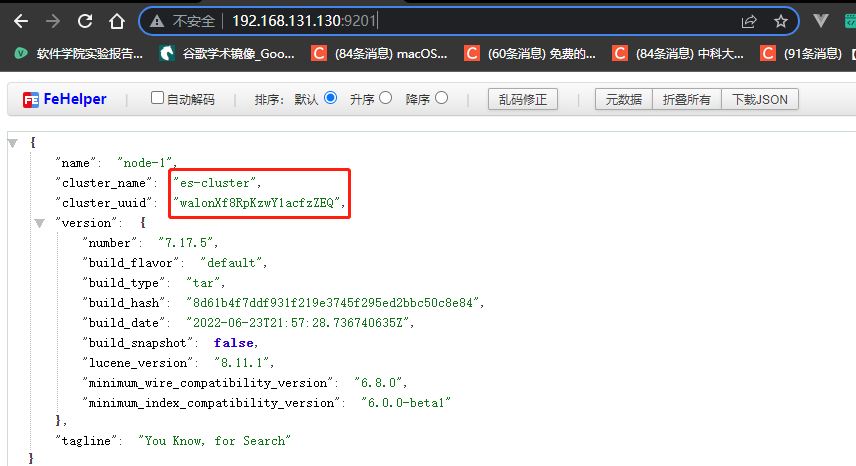 不安全 192.168.131.130:9201
软件学院实验报告... 谷歌学术镜像_Goo... (84条消息) macOS... (60条消息) 免费的... (84条消息) 中科大... (91条消息)
FeHelper 自动解码 排序: 默认 升序 降序 乱码修正 元数据 折叠所有 下载JSON
{
"name": "node-1",
"cluster_name": "es-cluster",
"cluster_uuid": "walonXf8RpKzwY1acfzZEQ",
"version": {
"number": "7.17.5",
"build_flavor": "default",
"build_type": "tar",
"build_hash": "8d61b4f7ddf931f219e3745f295ed2bbc50c8e84",
"build_date": "2022-06-23T21:57:28.736740635Z",
"build_snapshot": false,
"lucene_version": "8.11.1",
"minimum_wire_compatibility_version": "6.8.0",
"minimum_index_compatibility_version": "6.0.0-beta1"
},
"tagline": "You Know, for Search"
}